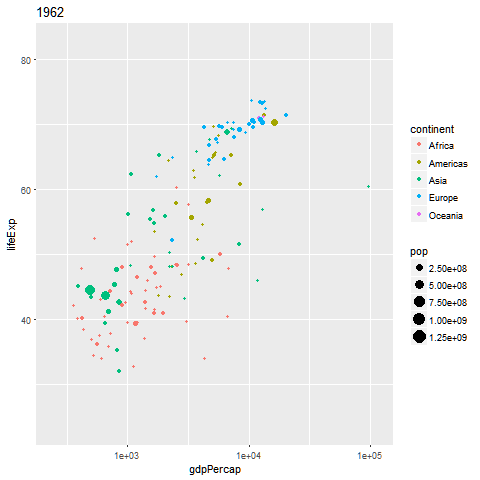 1962
80
60
40
lifeExp
1e+03
1e+04
1e+05
gdpPercap
continent
Africa
Americas
Asia
Europe
Oceania
pop
2.50e+08
5.00e+08
7.50e+08
1.00e+09
1.25e+09